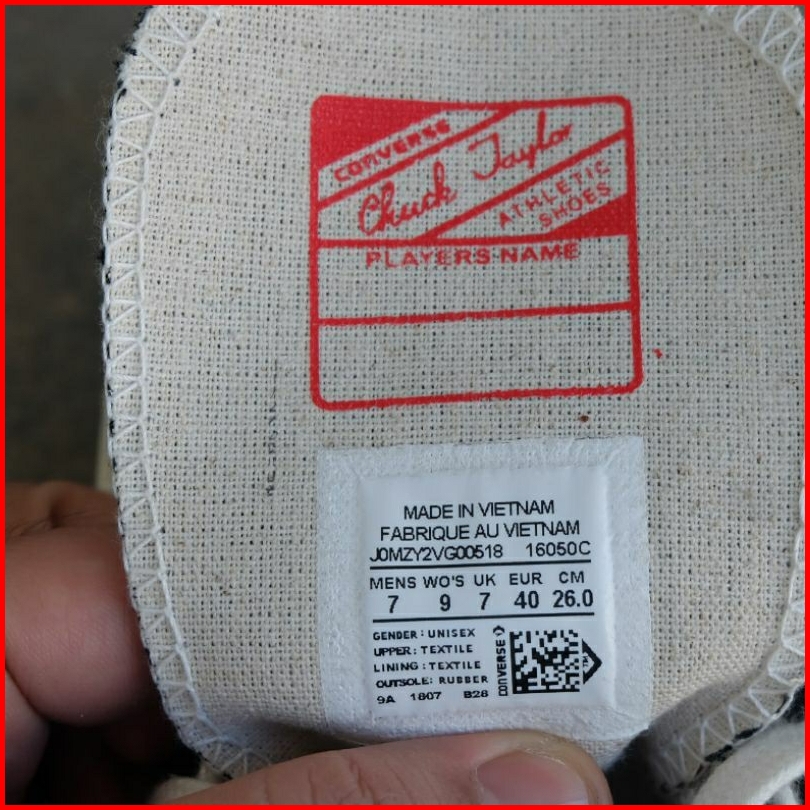 CONVERSE
Chuck Taylor
ATHLETIC
SHOES
PLAYERS NAME
MADE IN VIETNAM
FABRIQUE AU VIETNAM
J0MZY2VG00518 16050C
MENS WO'S UK EUR CM
7 9 7 40 26.0
GENDER : UNISEX
UPPER : TEXTILE
LINING : TEXTILE
OUTSOLE: RUBBER
9A 1807 B28
CONVERSE